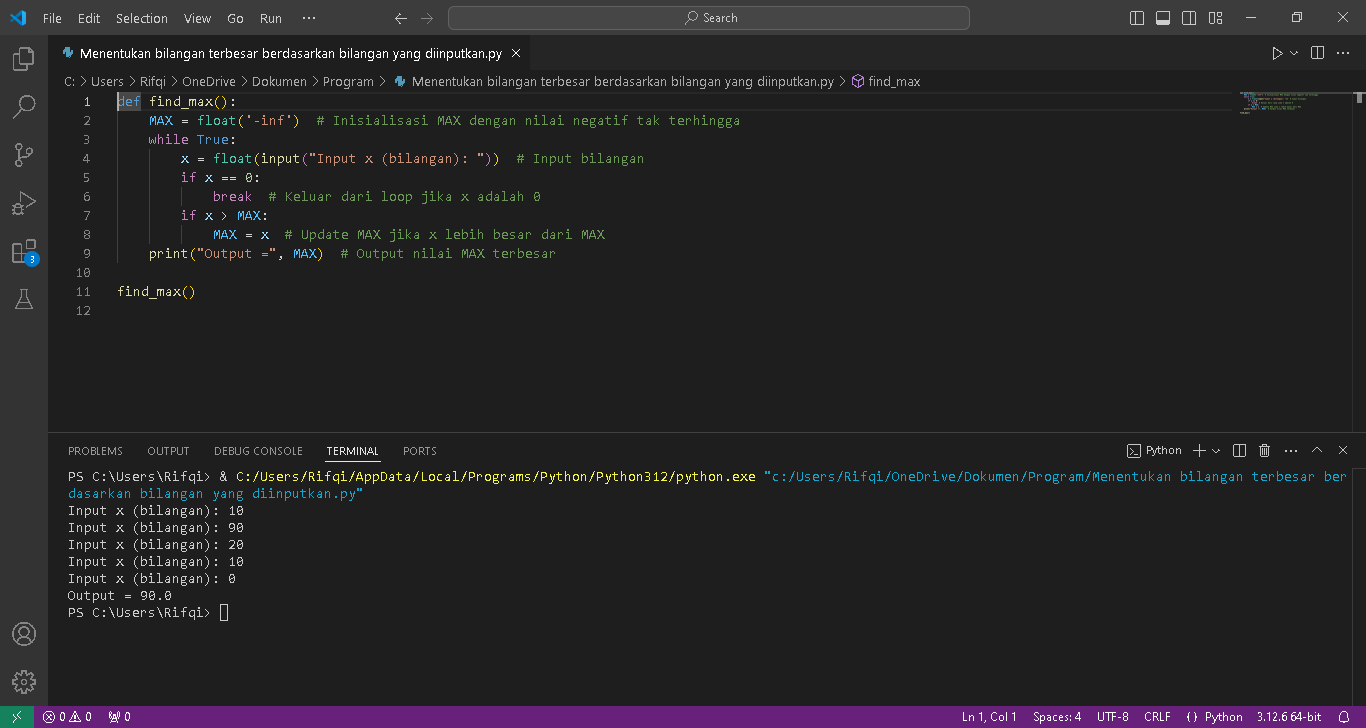 File Edit Selection View Go Run ··· Search
Menentukan bilangan terbesar berdasarkan bilangan yang diinputkan.py
C: > Users > Rifqi > OneDrive > Dokumen > Program > Menentukan bilangan terbesar berdasarkan bilangan yang diinputkan.py > find_max
1 def find_max():
2 MAX = float('-inf')  # Inisialisasi MAX dengan nilai negatif tak terhingga
3 while True:
4 x = float(input("Input x (bilangan): "))  # Input bilangan
5 if x == 0:
6 break  # Keluar dari loop jika x adalah 0
7 if x > MAX:
8 MAX = x  # Update MAX jika x lebih besar dari MAX
9 print("Output =", MAX)  # Output nilai MAX terbesar
10
11 find_max()
12
3
PROBLEMS OUTPUT DEBUG CONSOLE TERMINAL PORTS Python
PS C:\Users\Rifqi> & C:/Users/Rifqi/AppData/Local/Programs/Python/Python312/python.exe "c:/Users/Rifqi/OneDrive/Dokumen/Program/Menentukan bilangan terbesar ber
dasarkan bilangan yang diinputkan.py"
Input x (bilangan): 10
Input x (bilangan): 90
Input x (bilangan): 20
Input x (bilangan): 10
Input x (bilangan): 0
Output = 90.0
PS C:\Users\Rifqi>
0 0 0 Ln 1, Col 1 Spaces: 4 UTF-8 CRLF Python 3.12.6 64-bit